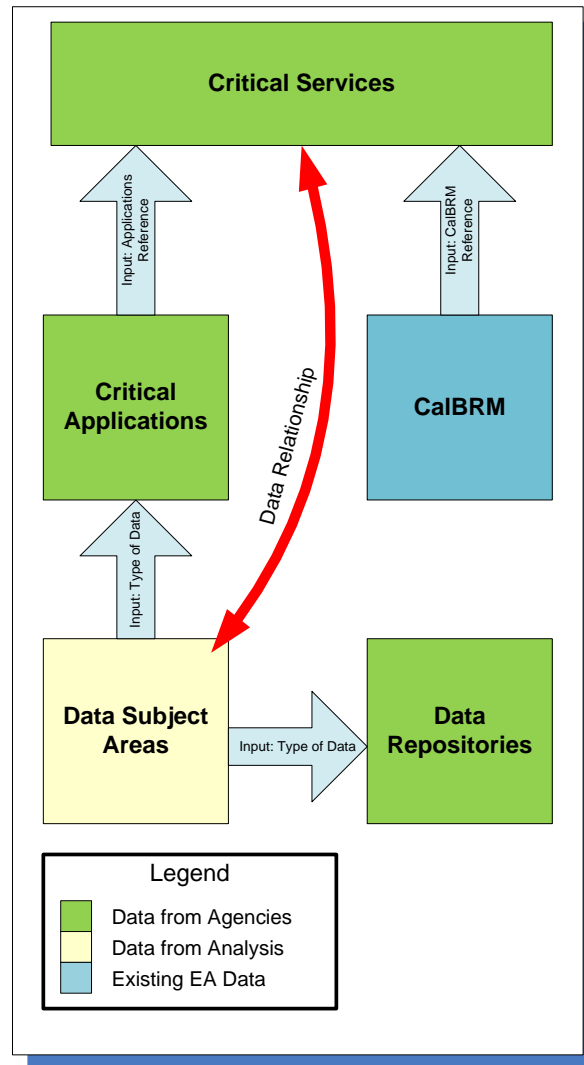 Critical Services
Input: Applications
Reference
Input: CalBRM
Reference
Critical
Applications
CalBRM
Data Relationship
Input: Type of Data
Data Subject
Areas
Input: Type of Data
Data
Repositories
Legend
Data from Agencies
Data from Analysis
Existing EA Data